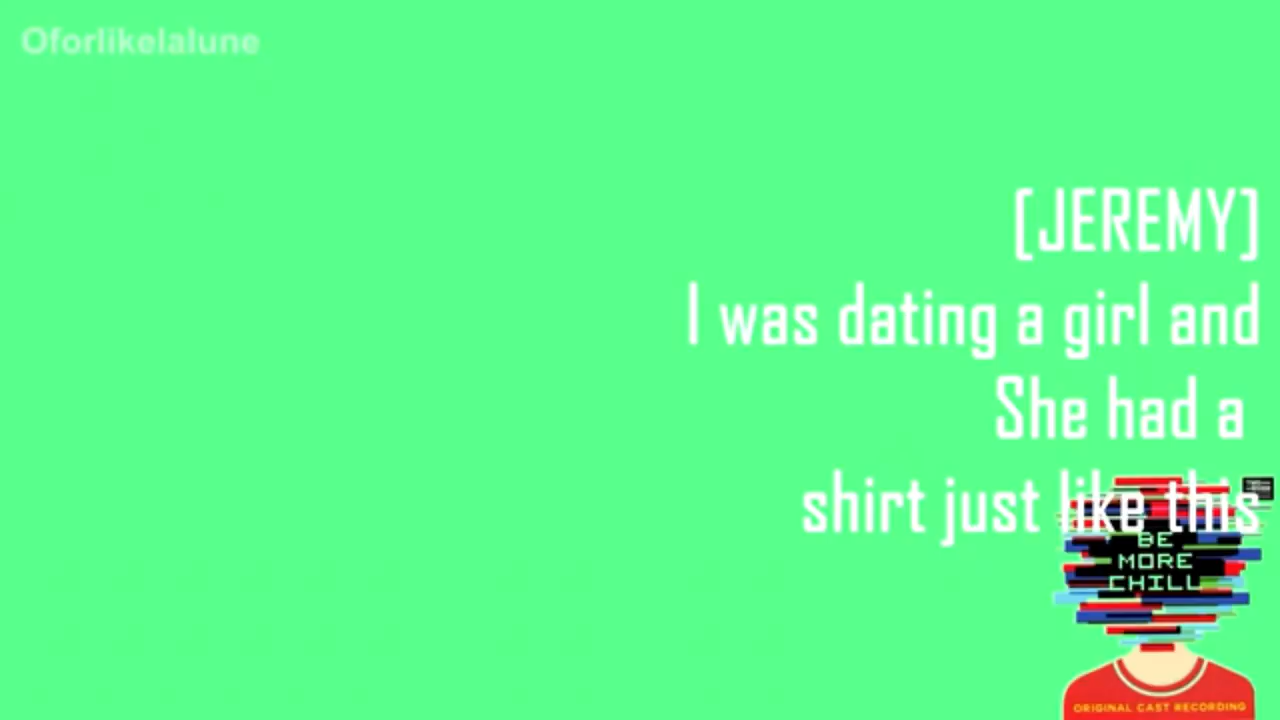 Oforlikelalune
[JEREMY]
I was dating a girl and
She had a
shirt just like this
BE
MORE
CHILL
ORIGINAL CAST RECORDING